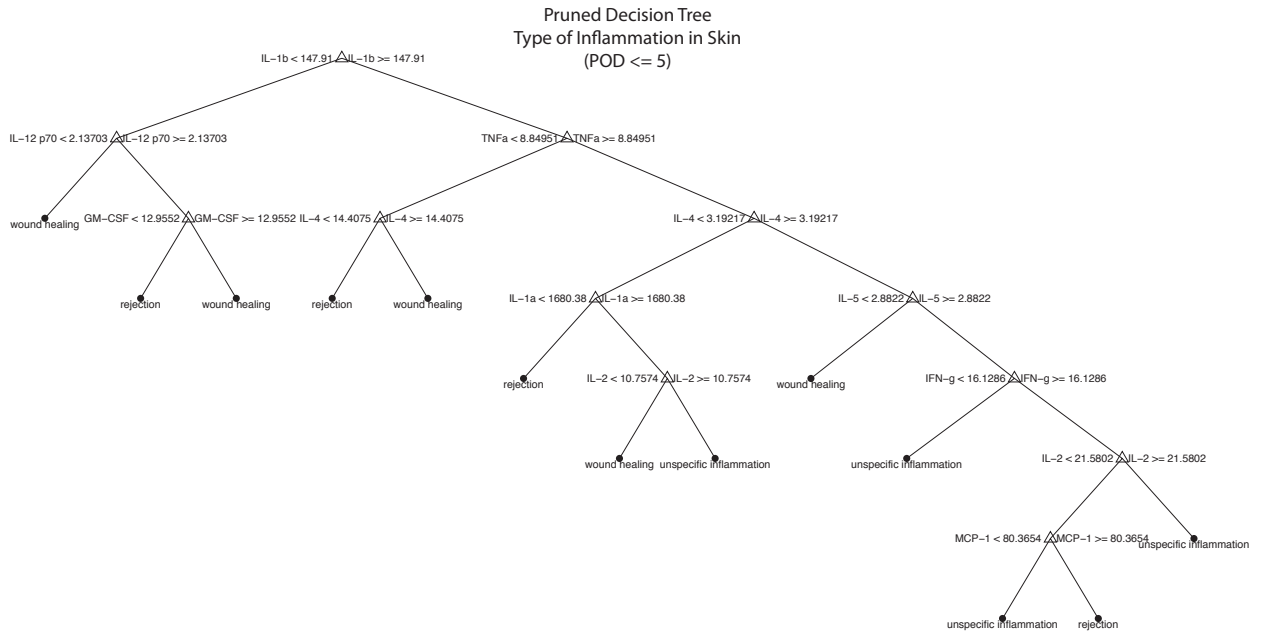 Pruned Decision Tree
Type of Inflammation in Skin
(POD <= 5)
IL−1b < 147.91 IL−1b >= 147.91
IL−12 p70 < 2.13703 IL−12 p70 >= 2.13703 TNFa < 8.84951 TNFa >= 8.84951
wound healing GM−CSF < 12.9552 GM−CSF >= 12.9552 IL−4 < 14.4075 IL−4 >= 14.4075 IL−4 < 3.19217 IL−4 >= 3.19217
rejection wound healing rejection wound healing IL−1a < 1680.38 IL−1a >= 1680.38 IL−5 < 2.8822 IL−5 >= 2.8822
rejection IL−2 < 10.7574 IL−2 >= 10.7574 wound healing IFN−g < 16.1286 IFN−g >= 16.1286
wound healing unspecific inflammation unspecific inflammation IL−2 < 21.5802 IL−2 >= 21.5802
MCP−1 < 80.3654 MCP−1 >= 80.3654 unspecific inflammation
unspecific inflammation rejection